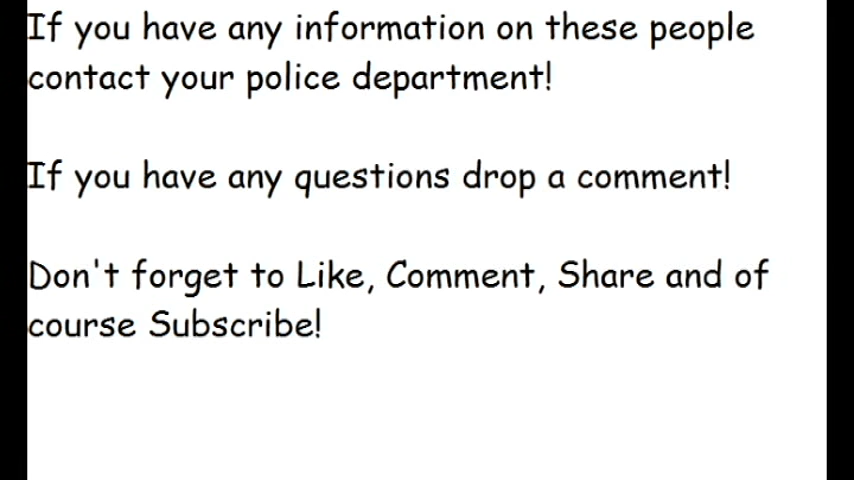 If you have any information on these people
contact your police department!
If you have any questions drop a comment!
Don't forget to Like, Comment, Share and of
course Subscribe!